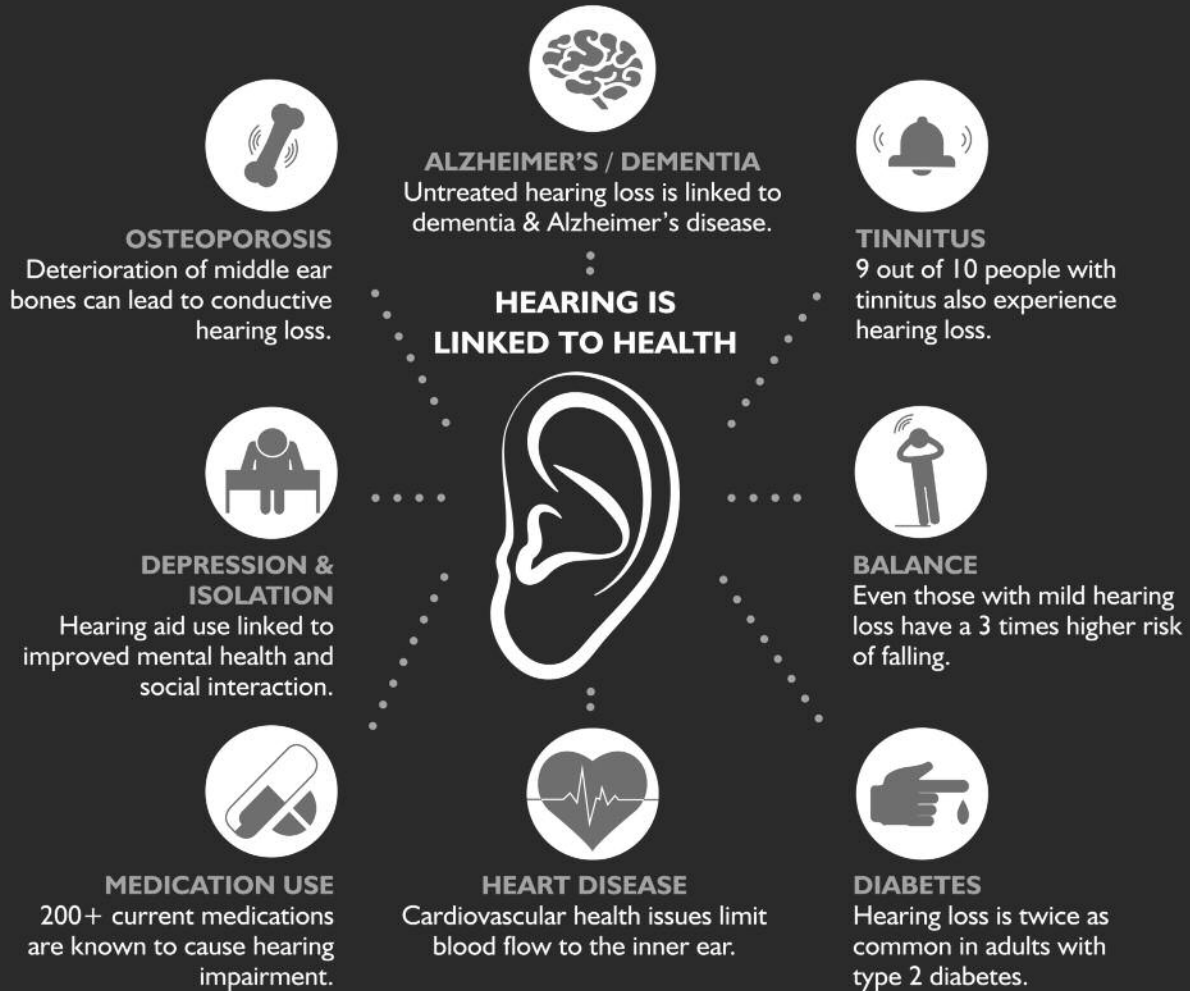 ALZHEIMER'S / DEMENTIA
Untreated hearing loss is linked to
dementia & Alzheimer's disease.
OSTEOPOROSIS
Deterioration of middle ear
bones can lead to conductive
hearing loss.
TINNITUS
9 out of 10 people with
tinnitus also experience
hearing loss.
HEARING IS
LINKED TO HEALTH
DEPRESSION &
ISOLATION
Hearing aid use linked to
improved mental health and
social interaction.
BALANCE
Even those with mild hearing
loss have a 3 times higher risk
of falling.
MEDICATION USE
200+ current medications
are known to cause hearing
impairment.
HEART DISEASE
Cardiovascular health issues limit
blood flow to the inner ear.
DIABETES
Hearing loss is twice as
common in adults with
type 2 diabetes.